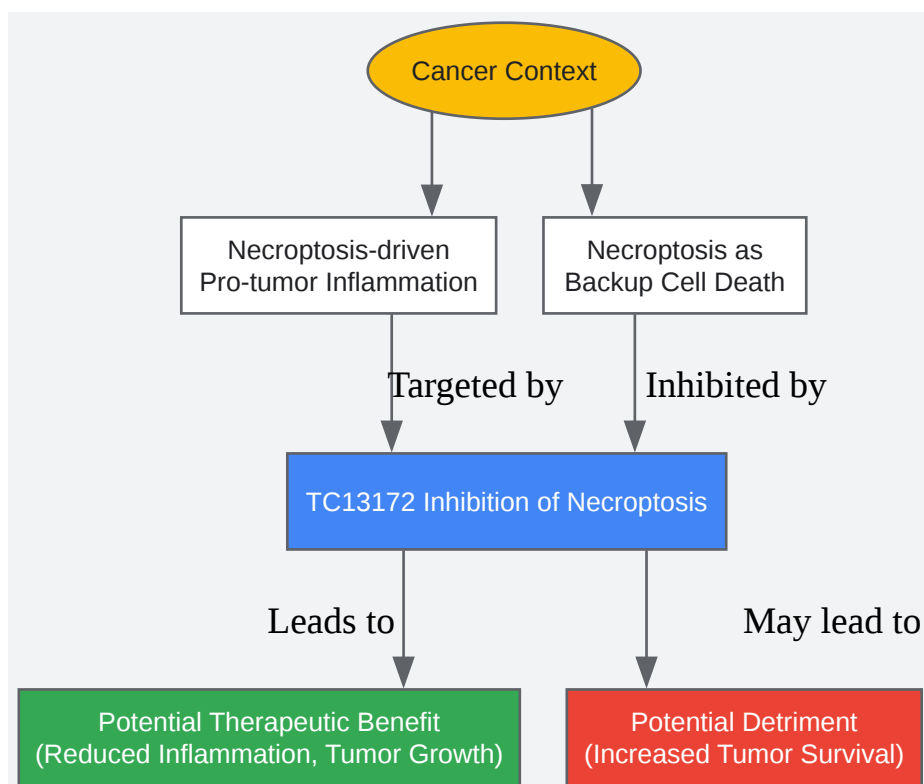 Cancer Context
Necroptosis-driven
Pro-tumor Inflammation
Necroptosis as
Backup Cell Death
Targeted by
Inhibited by
TC13172 Inhibition of Necroptosis
Leads to
May lead to
Potential Therapeutic Benefit
(Reduced Inflammation, Tumor Growth)
Potential Detriment
(Increased Tumor Survival)